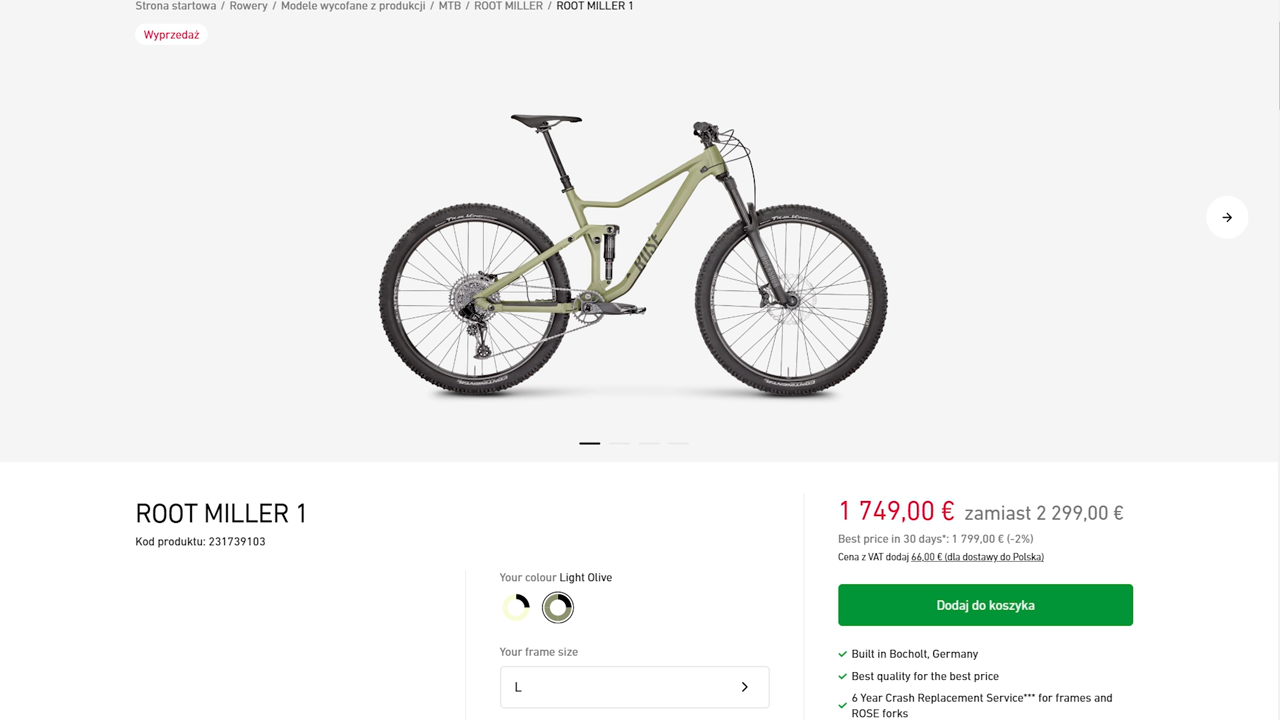 Strona startowa / Rowery / Modele wycofane z produkcji / MTB / ROOT MILLER / ROOT MILLER 1
Wyprzedaż
ROSE
CONTINENTAL
CONTINENTAL
ROOT MILLER 1
Kod produktu: 231739103
Your colour Light Olive
Your frame size
L
1 749,00 € zamiast 2 299,00 €
Best price in 30 days*: 1 799,00 € (-2%)
Cena z VAT dodaj 66,00 € (dla dostawy do Polska)
Dodaj do koszyka
Built in Bocholt, Germany
Best quality for the best price
6 Year Crash Replacement Service*** for frames and
ROSE forks